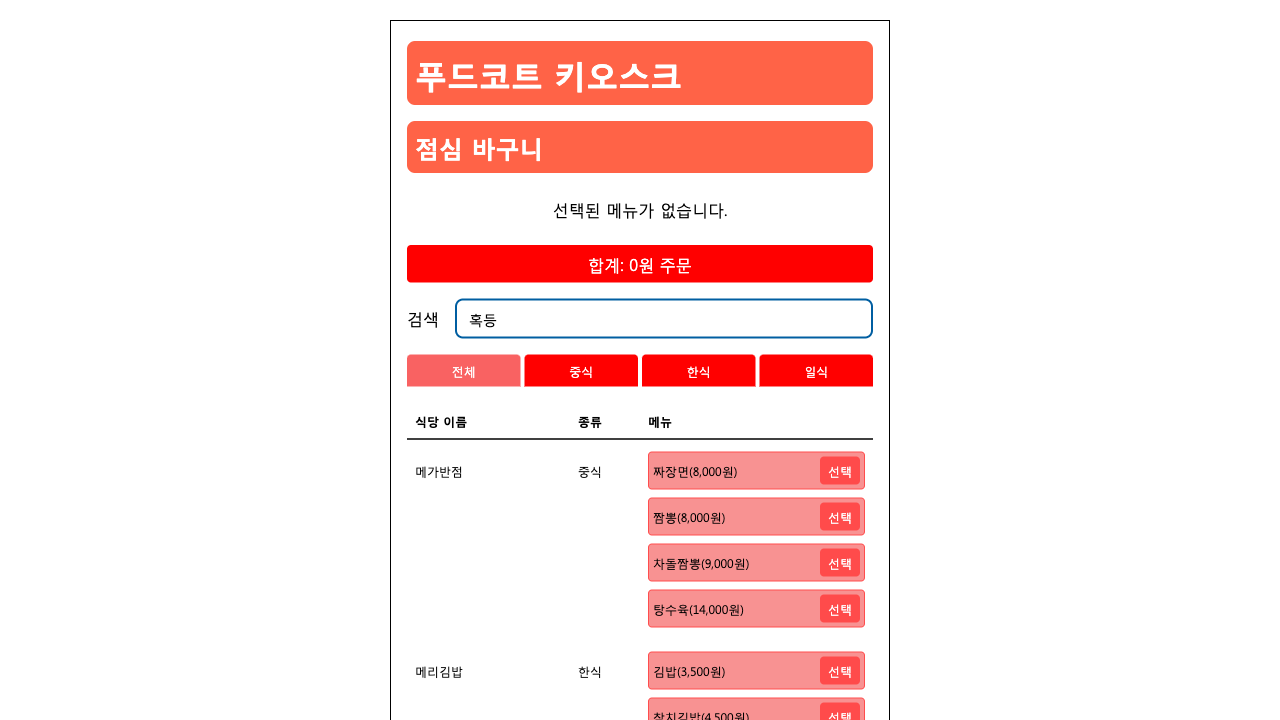 푸드코트 키오스크
점심 바구니
선택된 메뉴가 없습니다.
합계: 0원 주문
검색 혹등
전체 중식 한식 일식
식당 이름 종류 메뉴
메가반점 중식 짜장면(8,000원) 선택
짬뽕(8,000원) 선택
차돌짬뽕(9,000원) 선택
탕수육(14,000원) 선택
메리김밥 한식 김밥(3,500원) 선택
참치김밥(4,500원) 선택